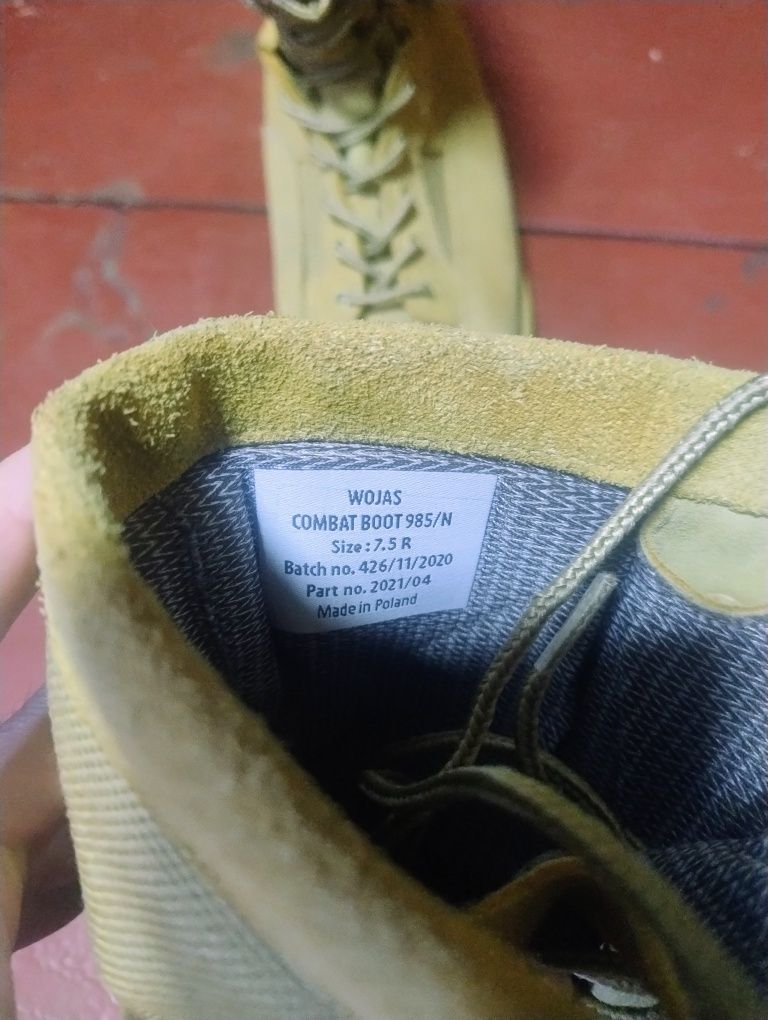 WOJAS
COMBAT BOOT 985/N
Size: 7.5 R
Batch no. 426/11/2020
Part no. 2021/04
Made in Poland